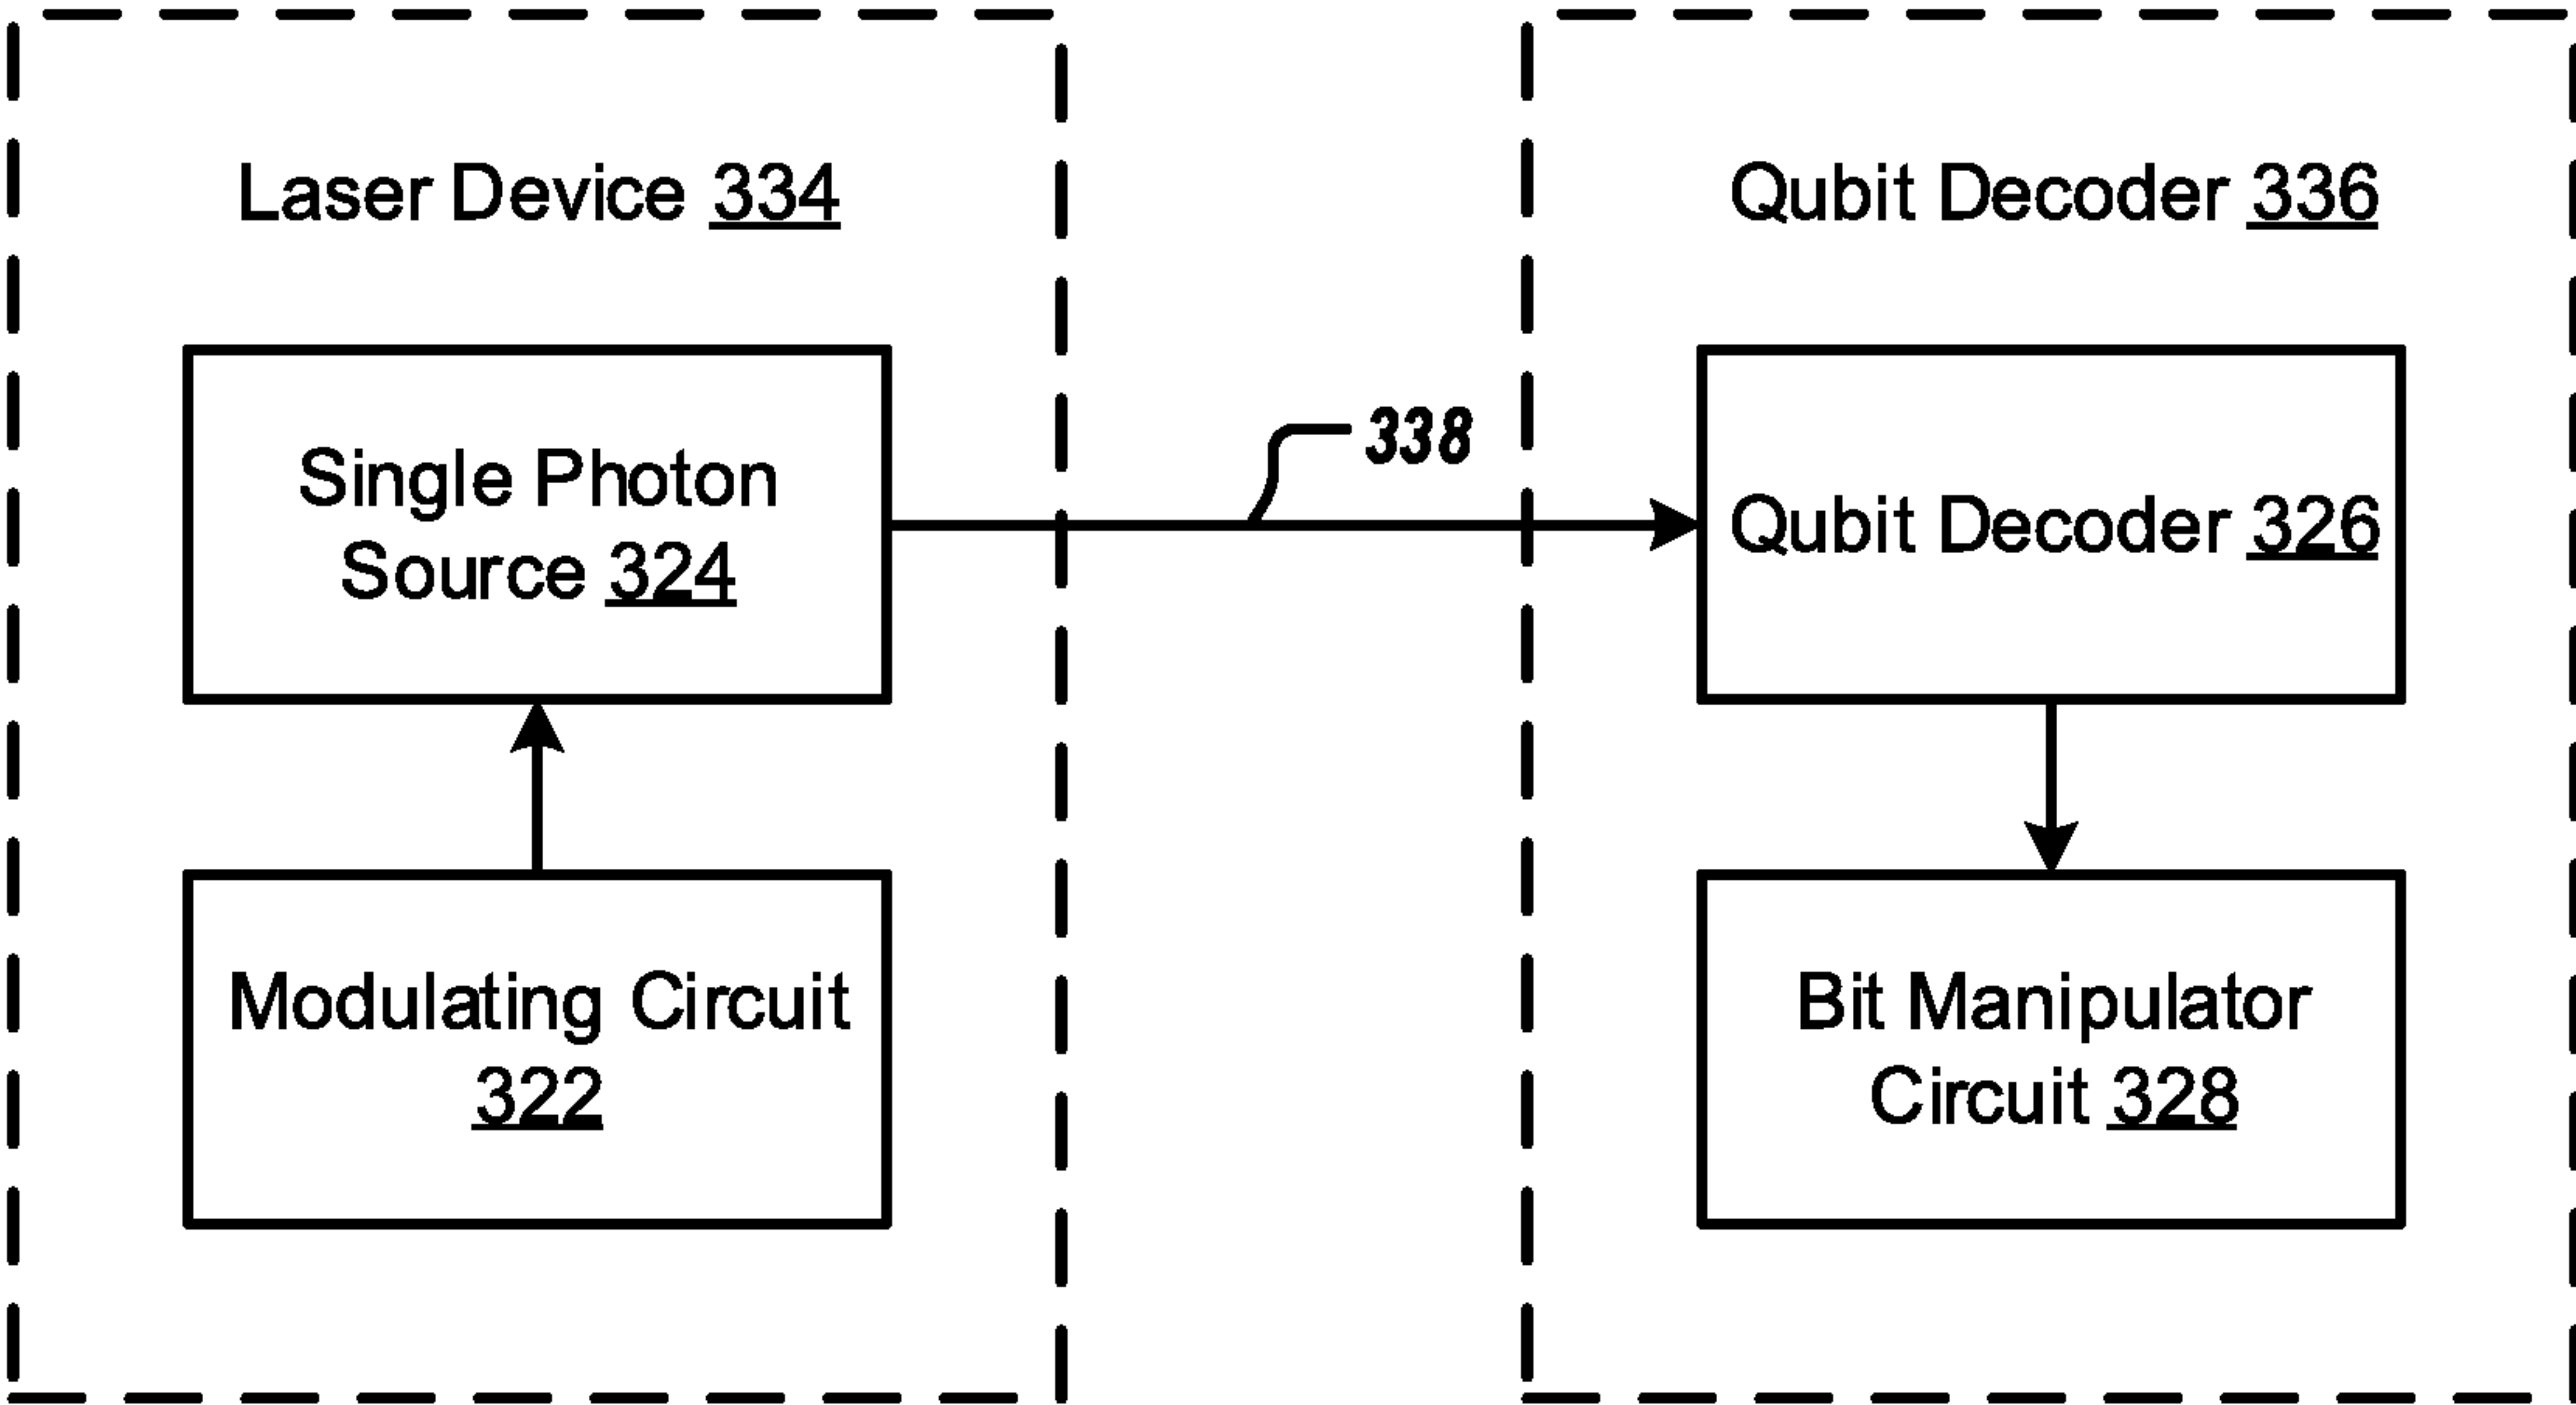 Laser Device 334
Single Photon
Source 324
Modulating Circuit
322
338
Qubit Decoder 336
Qubit Decoder 326
Bit Manipulator
Circuit 328